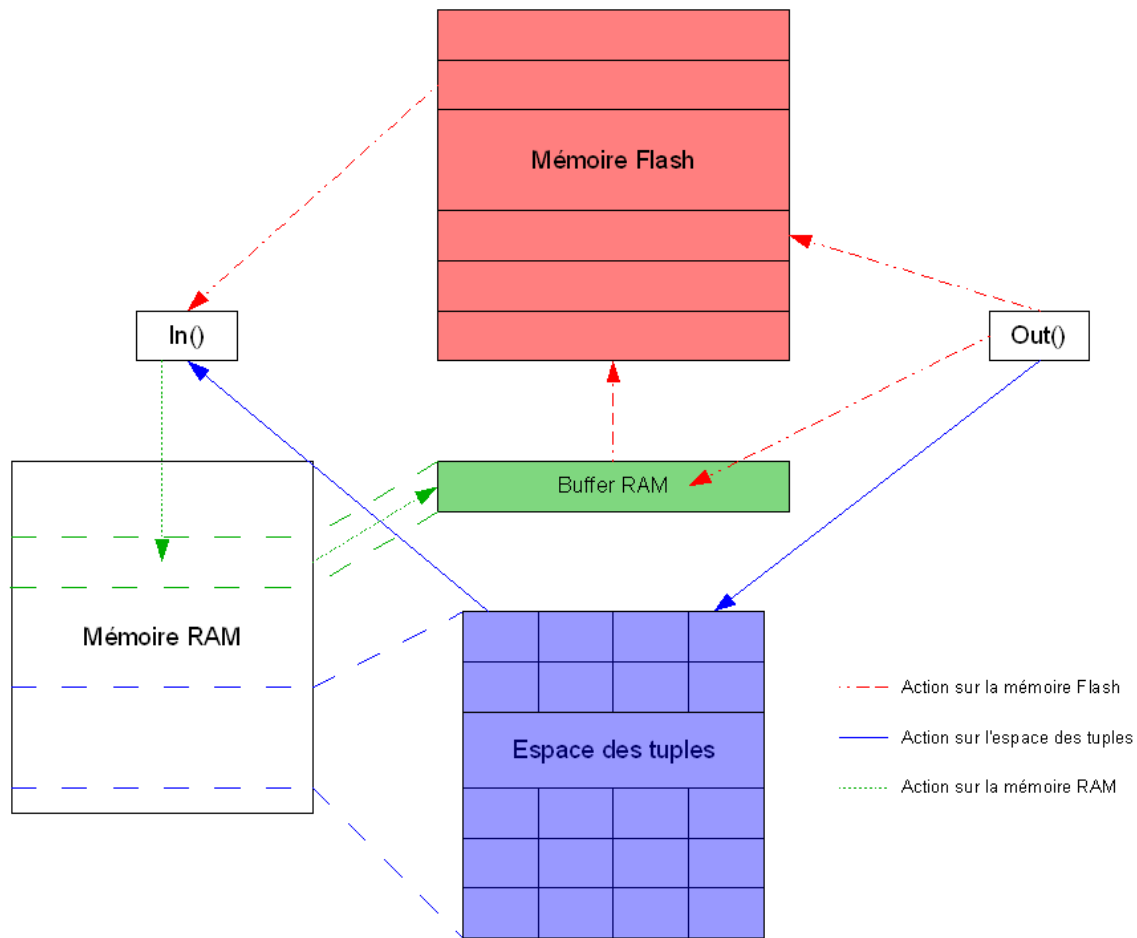 Mémoire Flash
In()
Out()
Buffer RAM
Mémoire RAM
Espace des tuples
Action sur la mémoire Flash
Action sur l'espace des tuples
Action sur la mémoire RAM